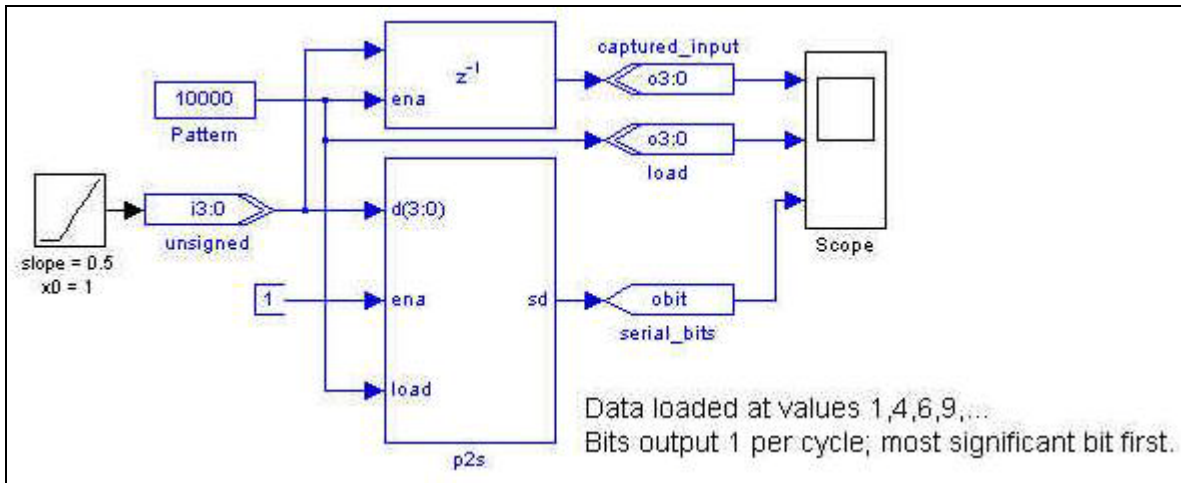 captured_input
z-1
o3:0
10000
ena
Pattern
o3:0
load
i3:0
d(3:0)
unsigned
Scope
slope = 0.5
x0 = 1
1
ena
sd
obit
serial_bits
load
Data loaded at values 1,4,6,9,...
Bits output 1 per cycle; most significant bit first.
p2s